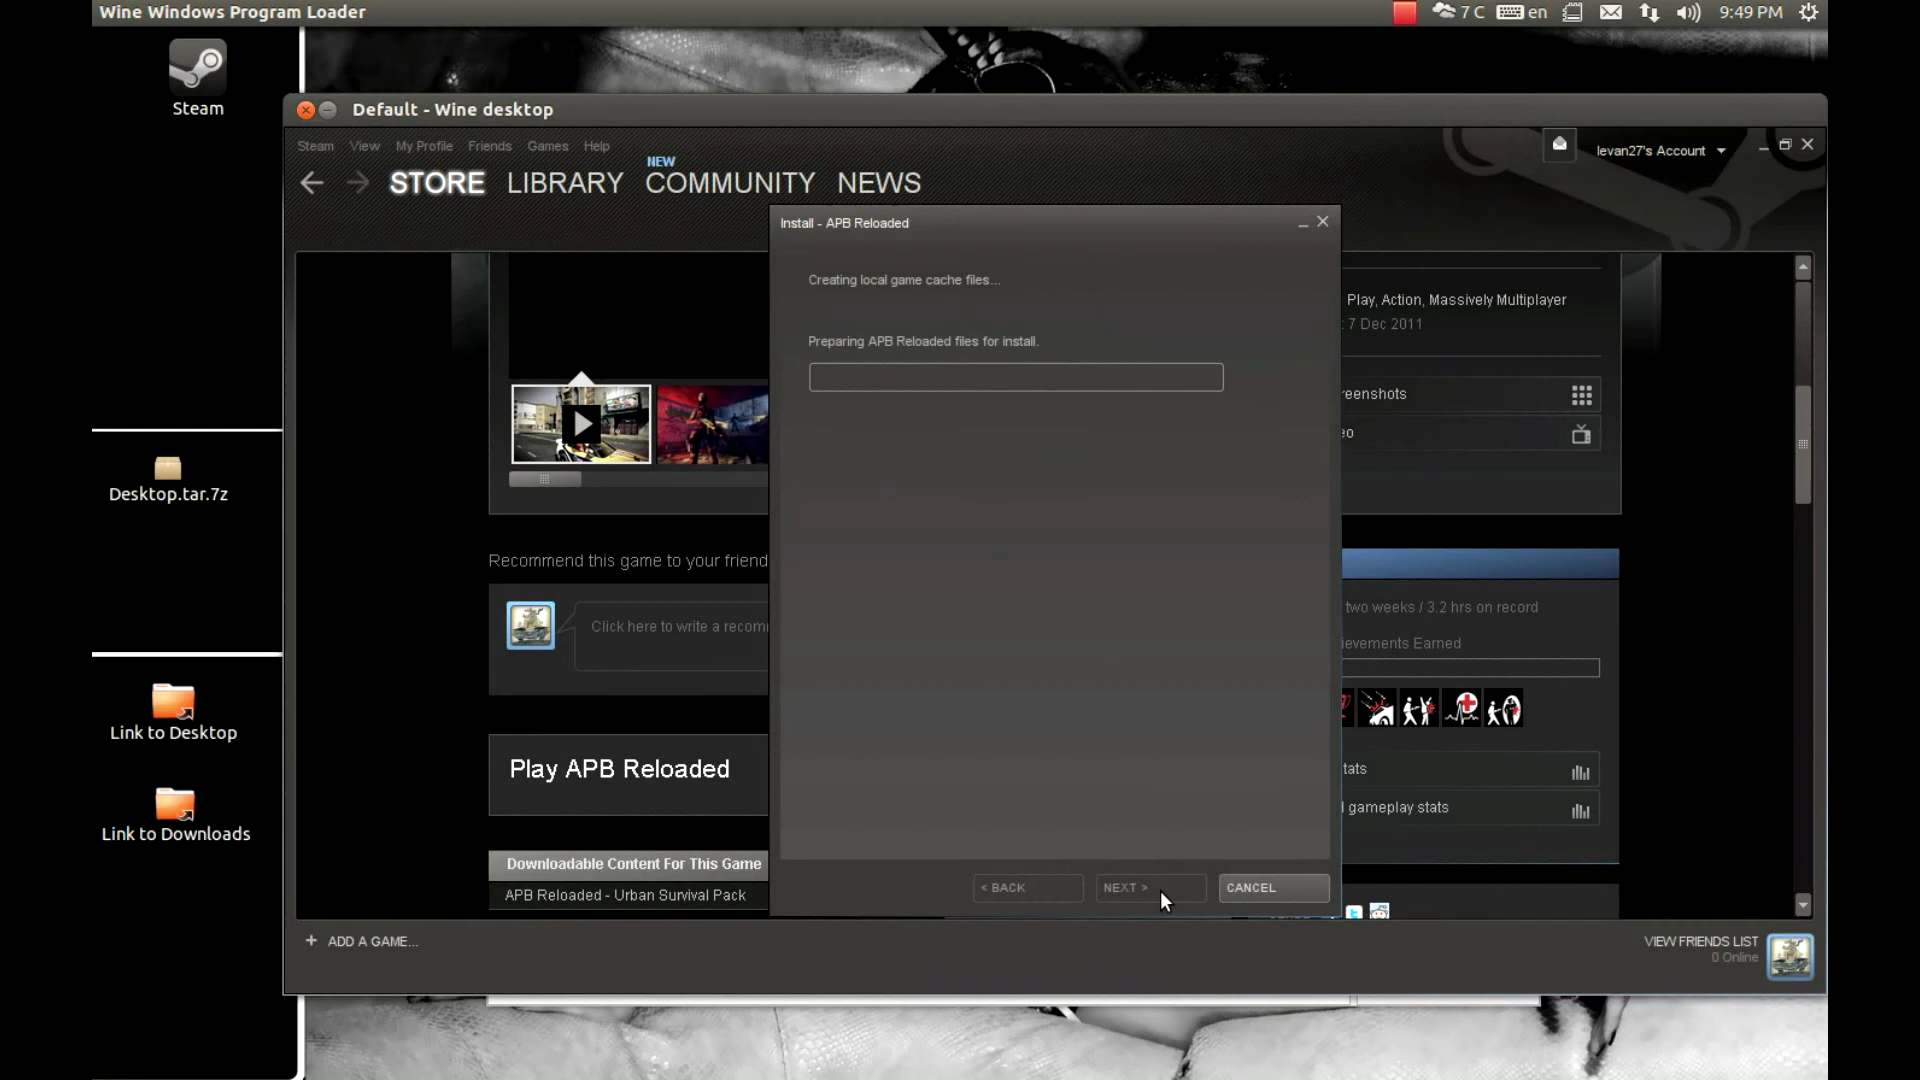 Wine Windows Program Loader
7 C en 9:49 PM
Steam
Default - Wine desktop
Steam View My Profile Friends Games Help
levan27's Account
NEW
STORE LIBRARY COMMUNITY NEWS
Install - APB Reloaded
Creating local game cache files...
Play, Action, Massively Multiplayer
: 7 Dec 2011
Preparing APB Reloaded files for install.
reenshots
eo
Desktop.tar.7z
Recommend this game to your friend
two weeks / 3.2 hrs on record
Click here to write a recom
ievements Earned
Link to Desktop
Play APB Reloaded
tats
l gameplay stats
Link to Downloads
Downloadable Content For This Game
APB Reloaded - Urban Survival Pack
< BACK NEXT > CANCEL
+ ADD A GAME...
VIEW FRIENDS LIST
0 Online